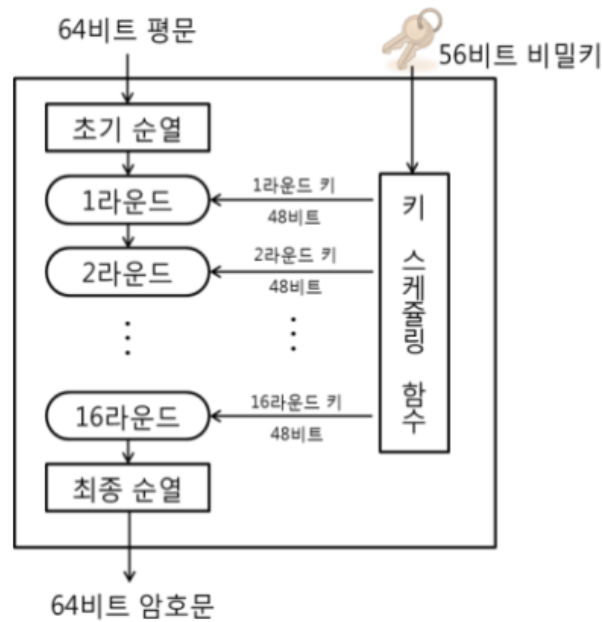 64비트 평문
56비트 비밀키
초기 순열
1라운드
1라운드 키
48비트
2라운드
2라운드 키
48비트
키 스케쥴링 함수
16라운드
16라운드 키
48비트
최종 순열
64비트 암호문